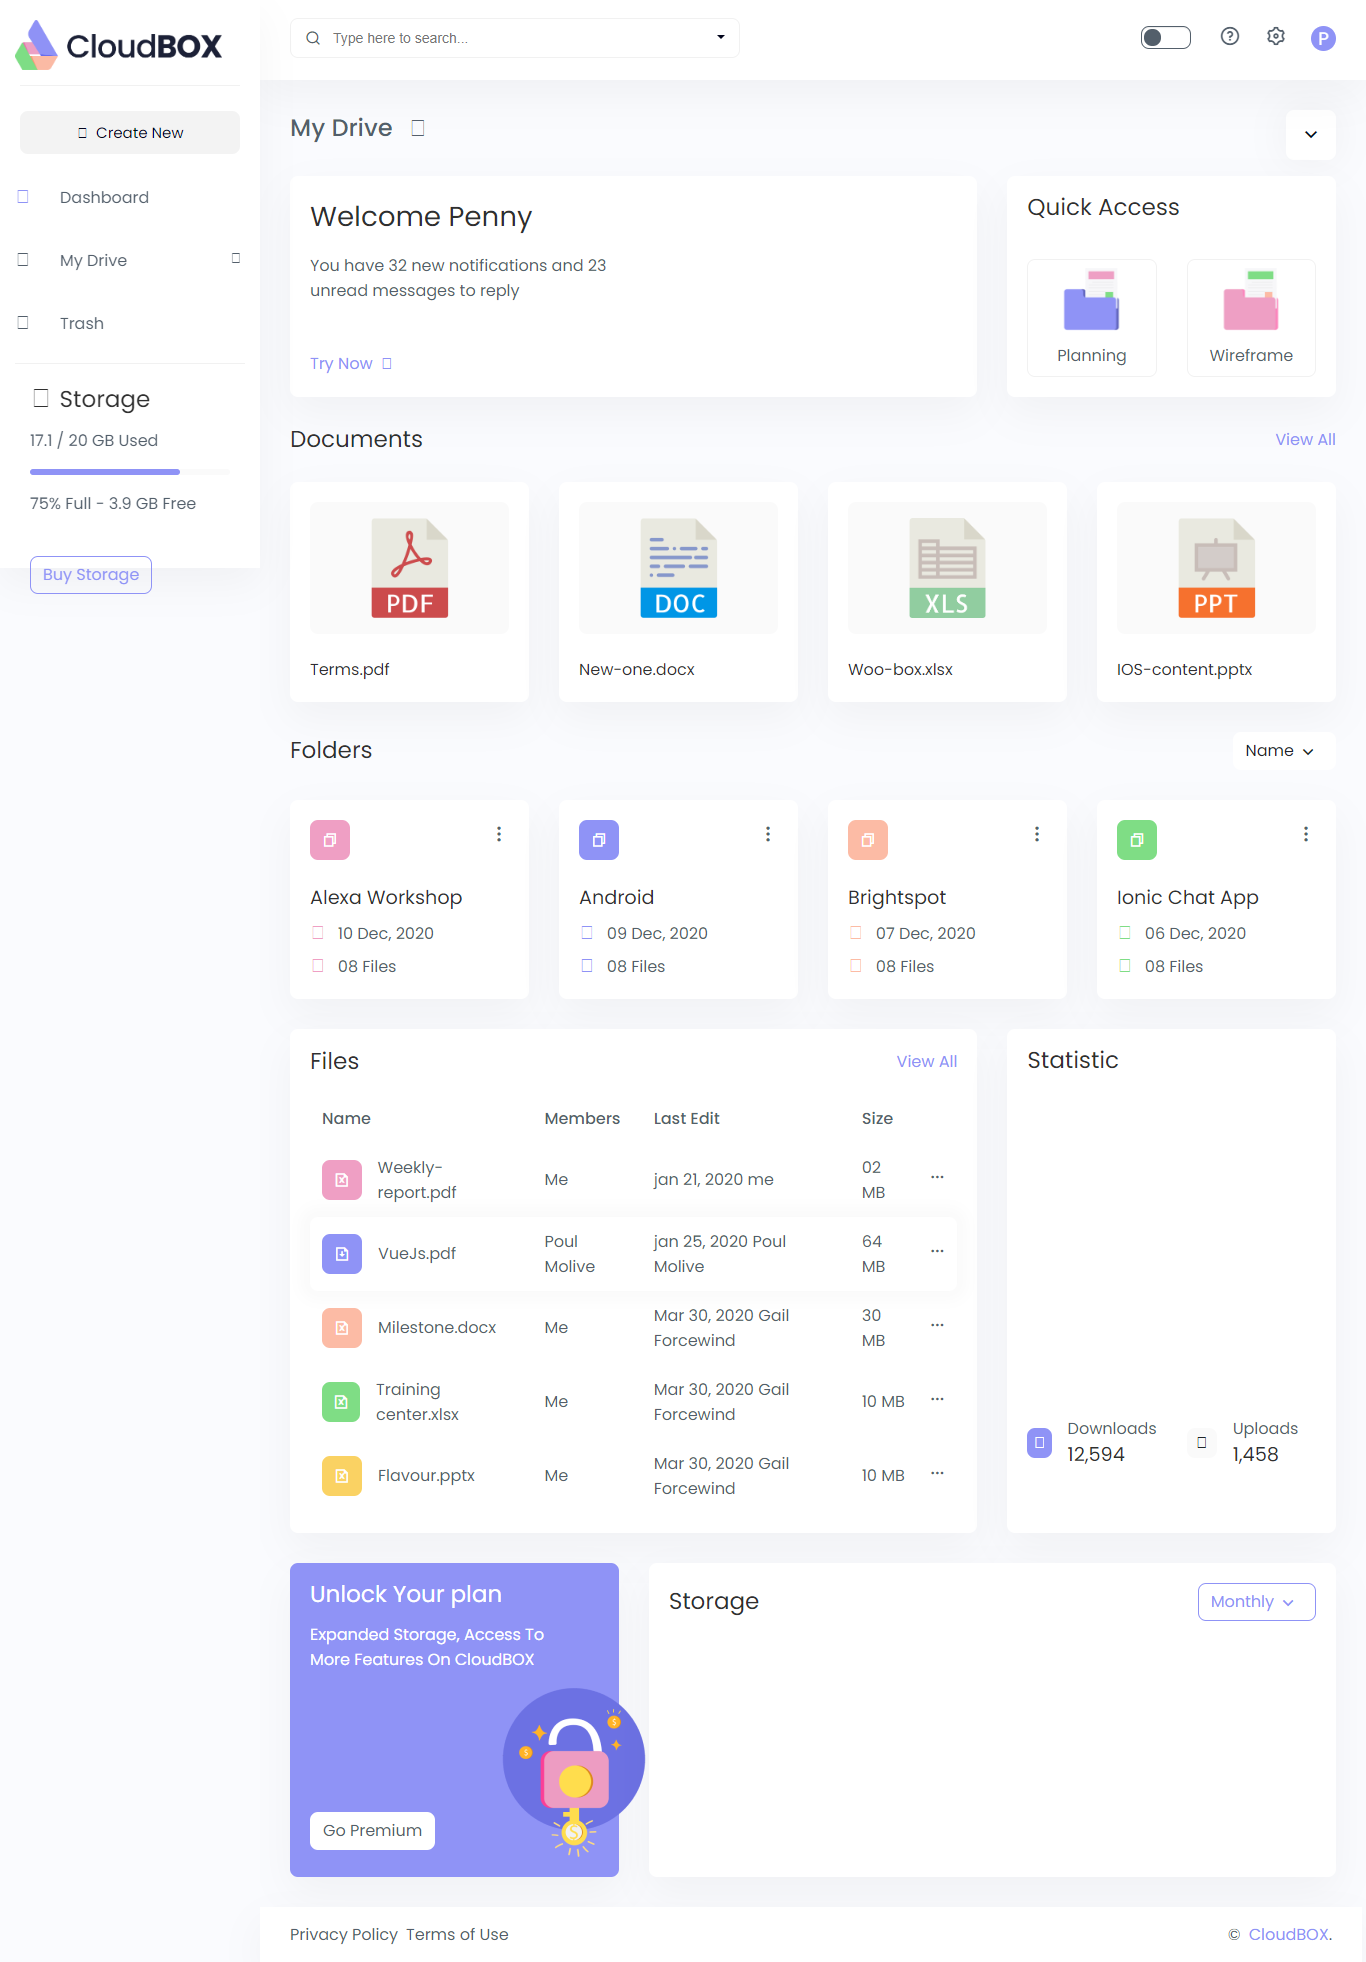 CloudBOX
Type here to search...
P
Create New
Dashboard
My Drive
Trash
Storage
17.1 / 20 GB Used
75% Full - 3.9 GB Free
Buy Storage
My Drive
Welcome Penny
You have 32 new notifications and 23
unread messages to reply
Try Now
Quick Access
Planning
Wireframe
Documents
View All
PDF
Terms.pdf
DOC
New-one.docx
XLS
Woo-box.xlsx
PPT
IOS-content.pptx
Folders
Name
Alexa Workshop
10 Dec, 2020
08 Files
Android
09 Dec, 2020
08 Files
Brightspot
07 Dec, 2020
08 Files
Ionic Chat App
06 Dec, 2020
08 Files
Files
View All
Name Members Last Edit Size
Weekly-
report.pdf
Me
jan 21, 2020 me
02
MB
VueJs.pdf
Poul
Molive
jan 25, 2020 Poul
Molive
64
MB
Milestone.docx
Me
Mar 30, 2020 Gail
Forcewind
30
MB
Training
center.xlsx
Me
Mar 30, 2020 Gail
Forcewind
10 MB
Flavour.pptx
Me
Mar 30, 2020 Gail
Forcewind
10 MB
Statistic
Downloads
12,594
Uploads
1,458
Unlock Your plan
Expanded Storage, Access To
More Features On CloudBOX
Go Premium
Storage
Monthly
Privacy Policy Terms of Use
© CloudBOX.